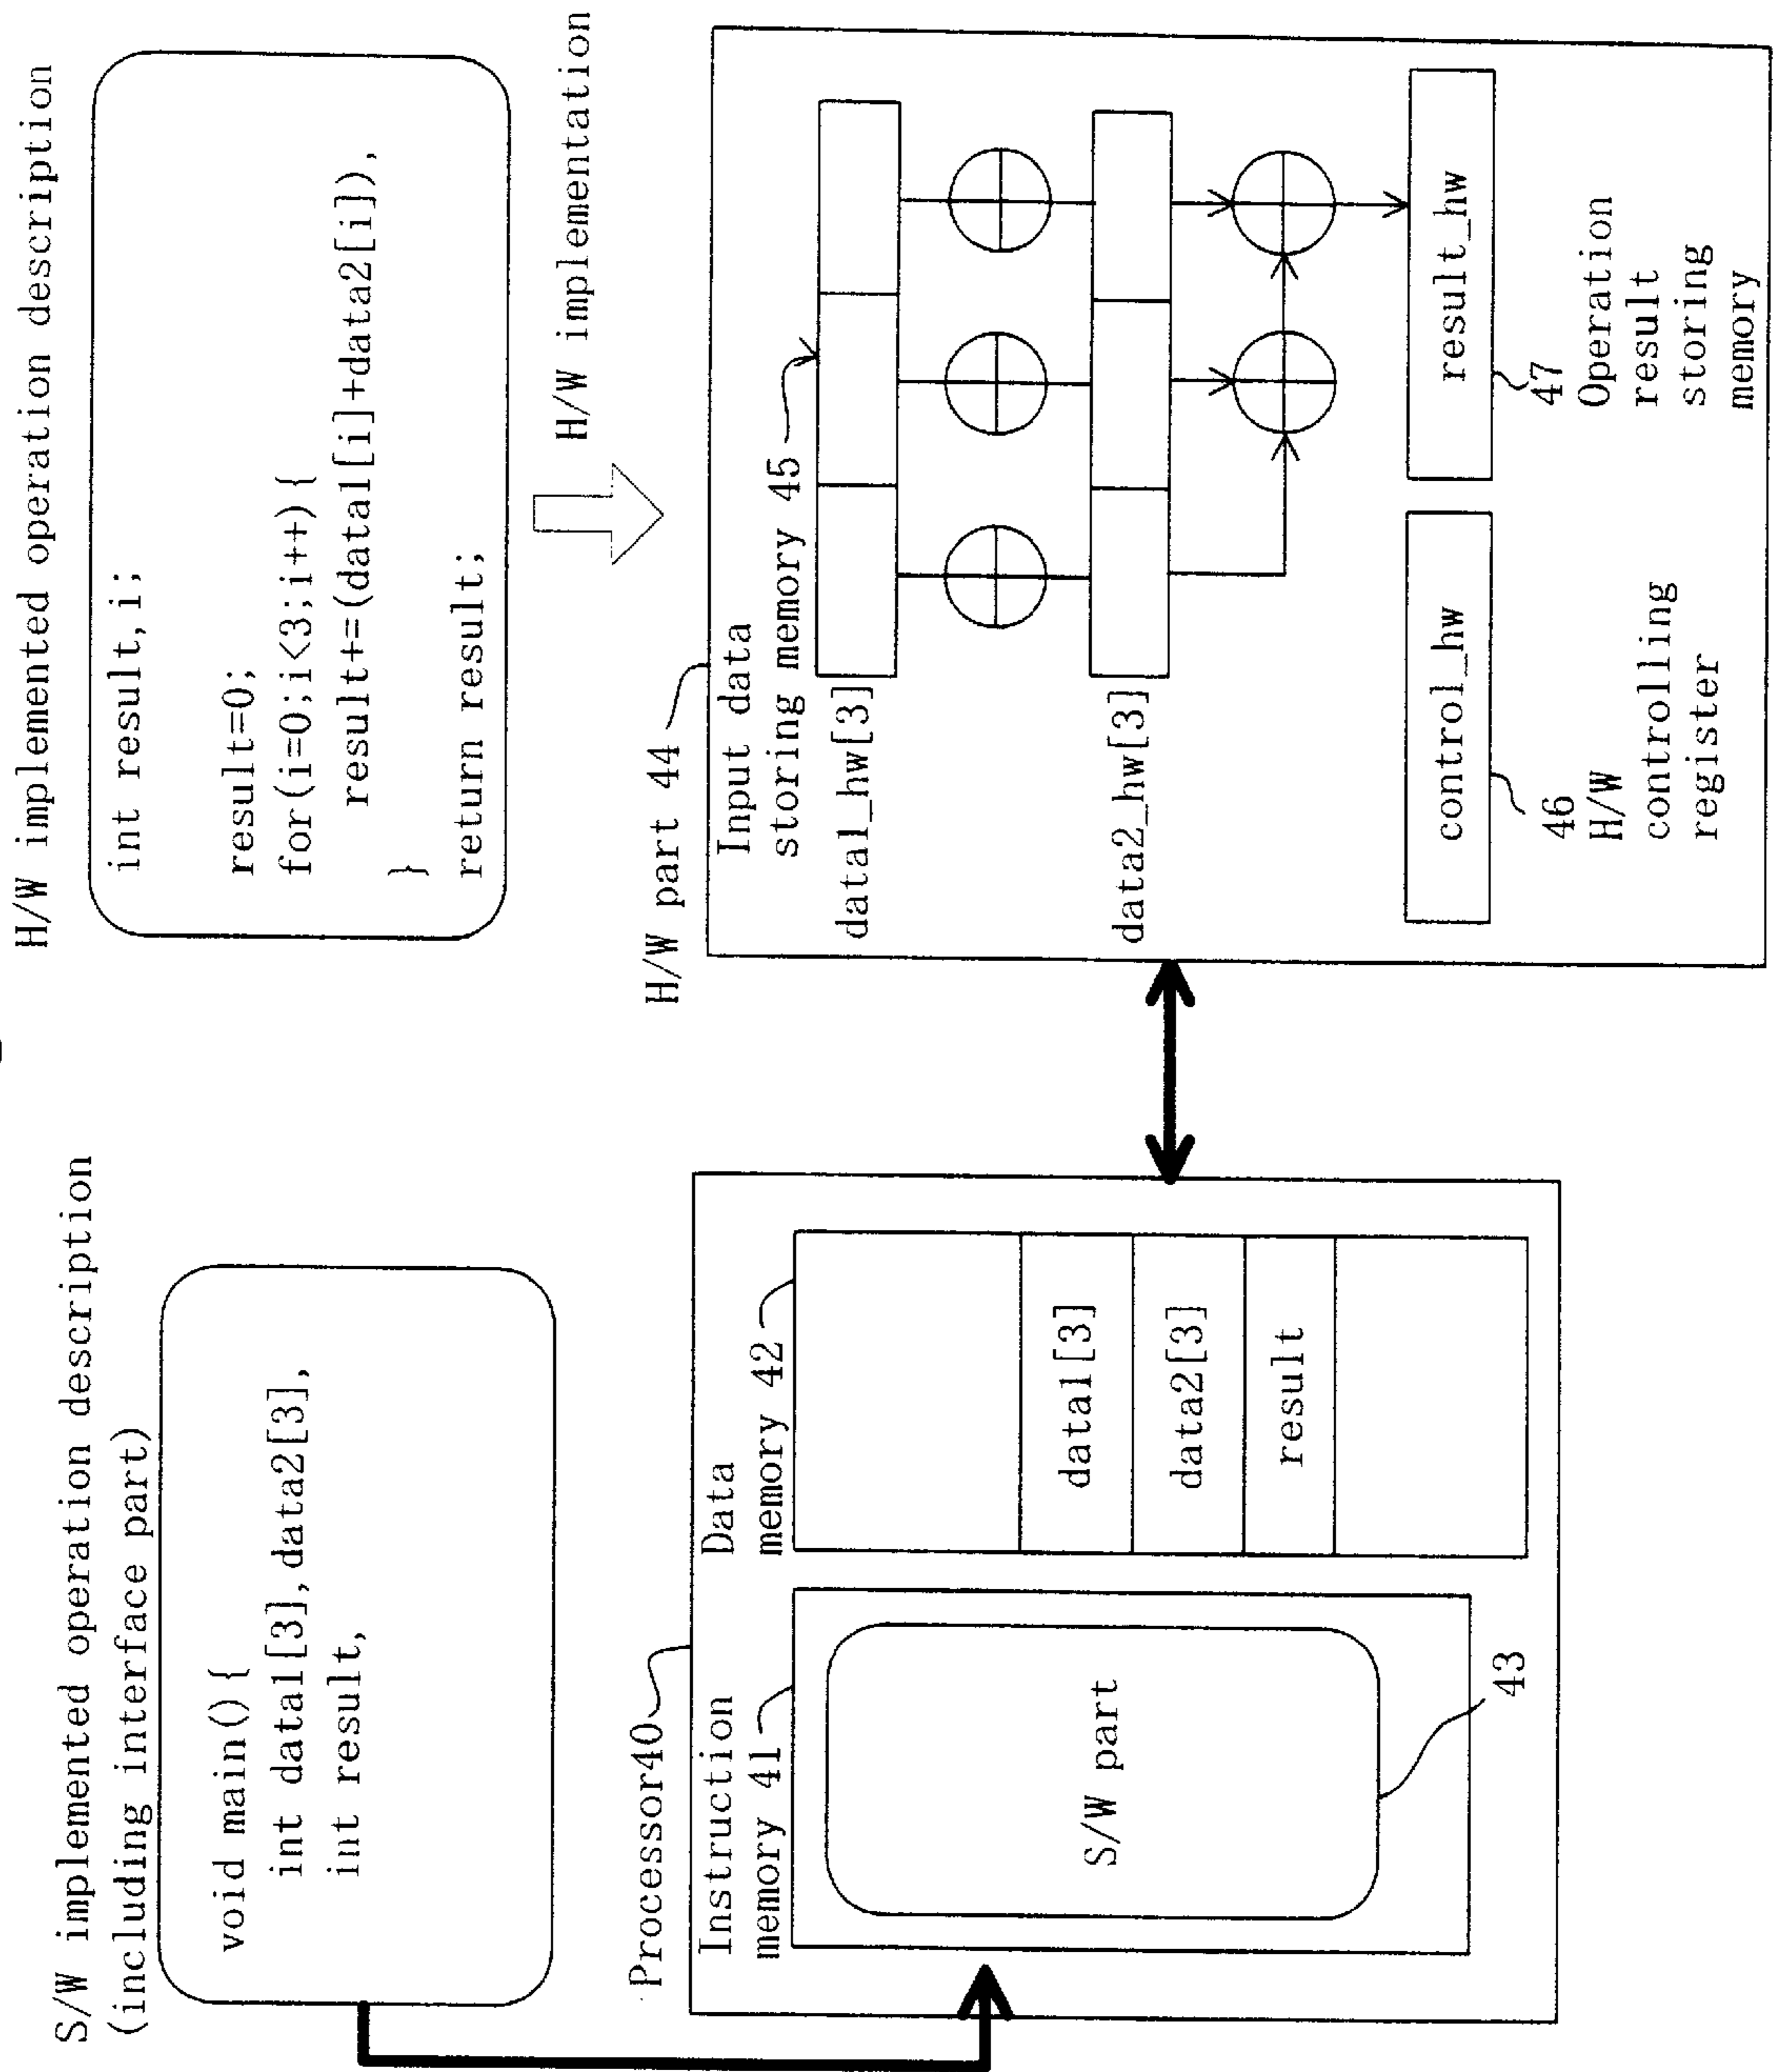 S/W implemented operation description
(including interface part)
void main() {
int data1[3],data2[3],
int result,
Processor40
Instruction
memory 41
S/W part
43
Data
memory 42
data1[3]
data2[3]
result
H/W implemented operation description
int result,i;
result=0;
for(i=0;i<3;i++) {
result+=(data1[i]+data2[i]),
}
return result;
H/W implementation
H/W part 44
Input data
storing memory 45
data1_hw[3]
data2_hw[3]
control_hw
46
H/W
controlling
register
result_hw
47
Operation
result
storing
memory